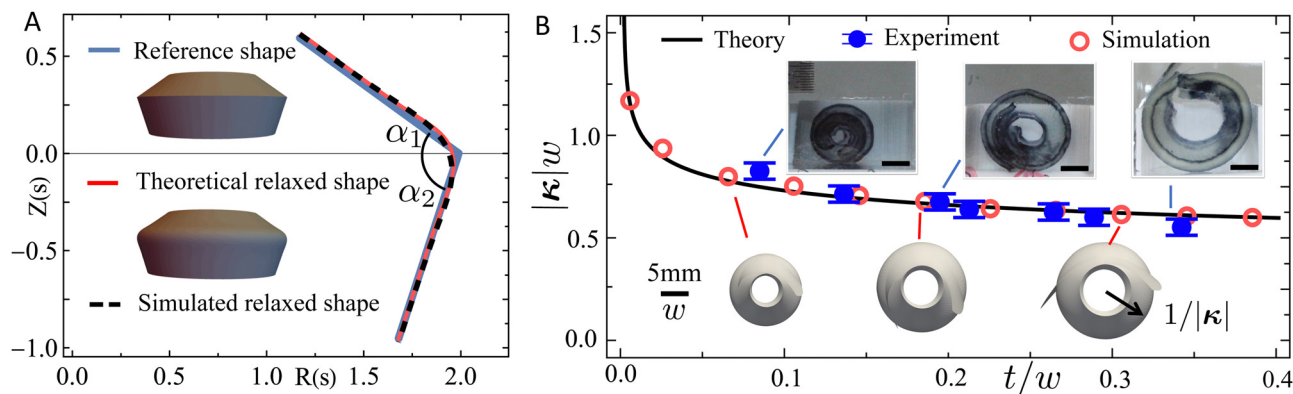 A
Reference shape
Theoretical relaxed shape
Simulated relaxed shape
α₁
α₂
Z(s)
0.5
0.0
−0.5
−1.0
0.0
0.5
1.0
R(s)
1.5
2.0
B
Theory
Experiment
Simulation
|κ|w
1.5
1.0
0.5
0.0
5mm
w
1/|κ|
0.0
0.1
0.2
t/w
0.3
0.4